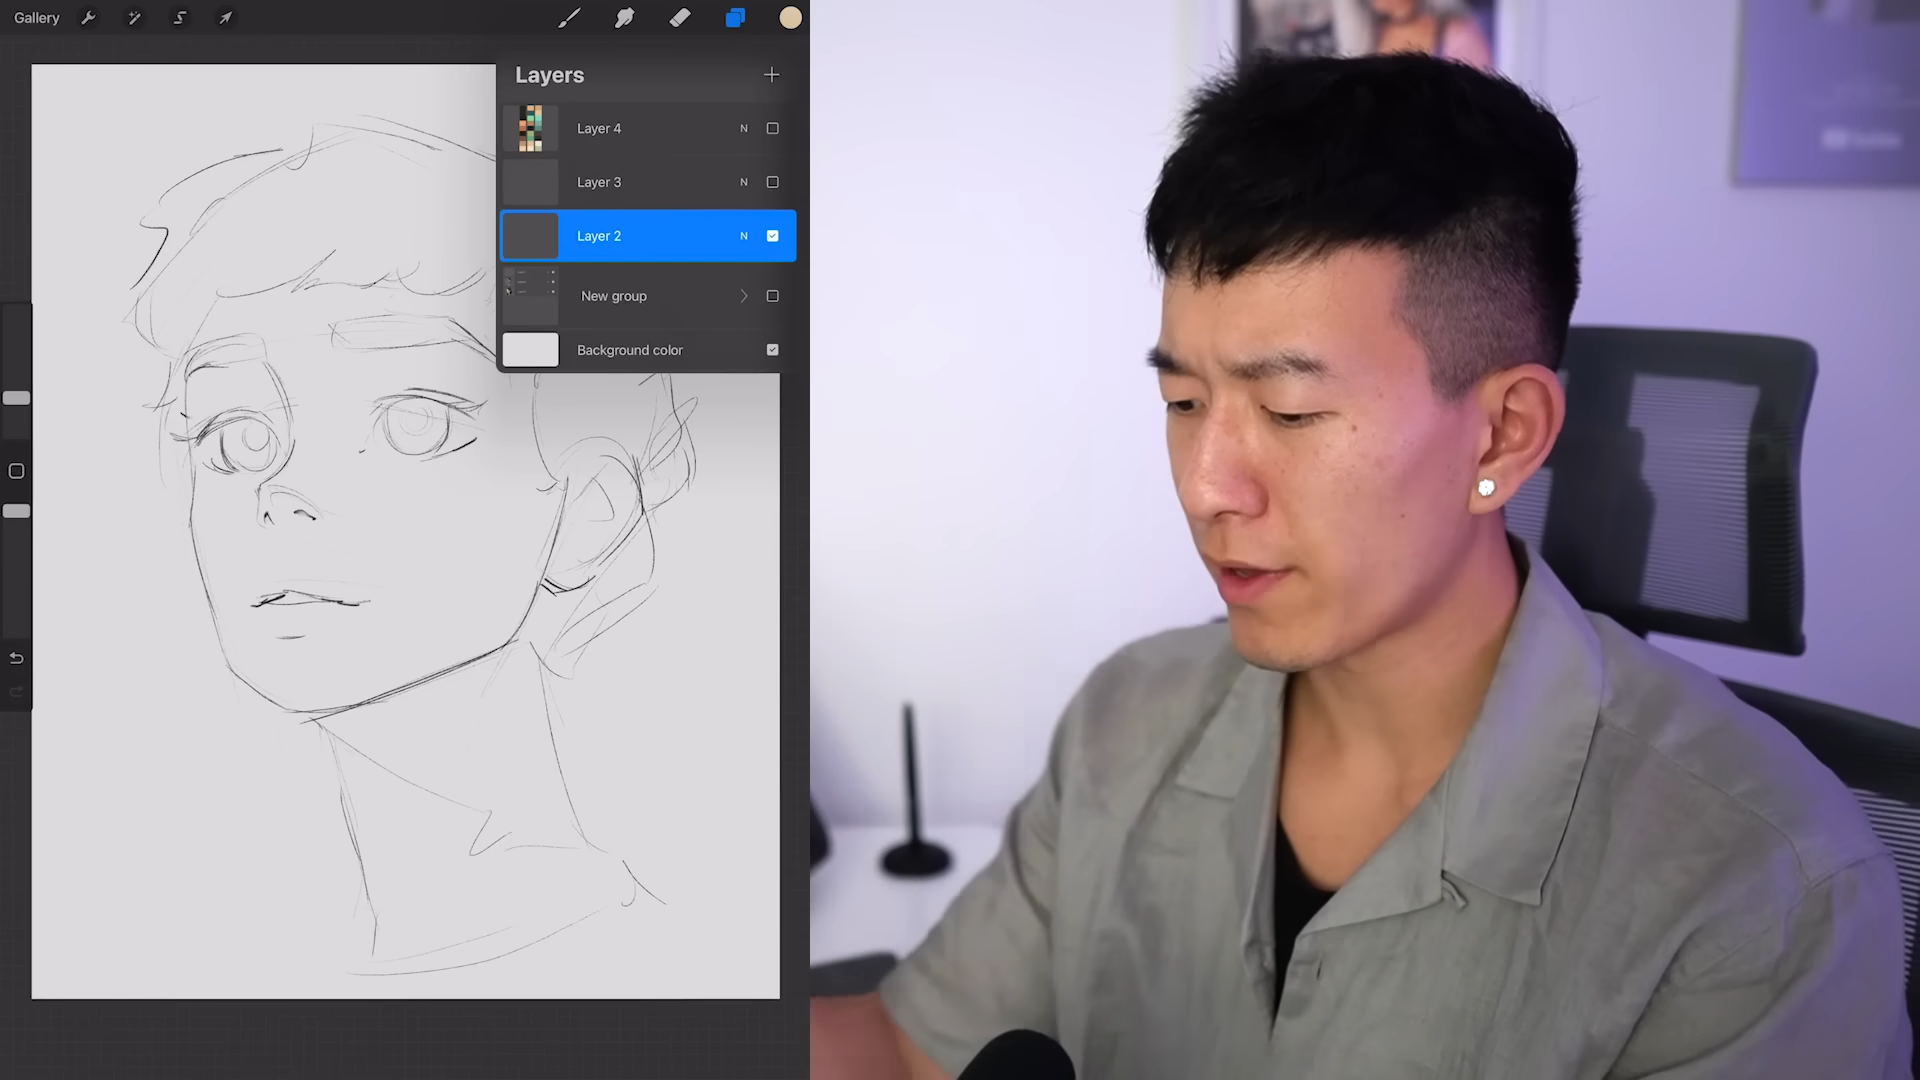 Gallery
Layers
Layer 4 N
Layer 3 N
Layer 2 N
New group
Background color